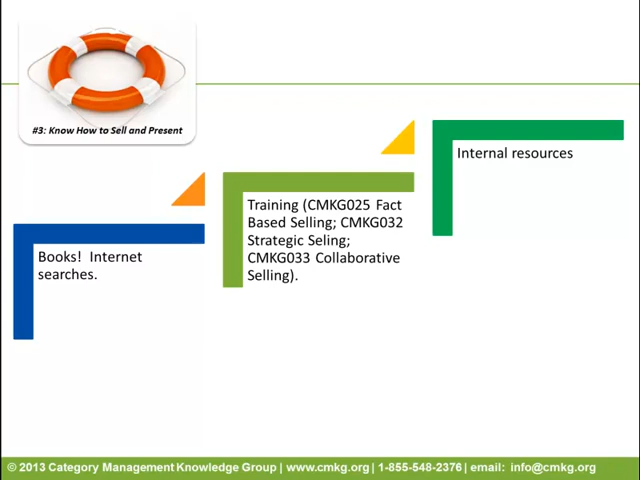 #3: Know How to Sell and Present
Internal resources
Training (CMKG025 Fact
Based Selling; CMKG032
Strategic Seling;
CMKG033 Collaborative
Selling).
Books! Internet
searches.
© 2013 Category Management Knowledge Group | www.cmkg.org | 1-855-548-2376 | email: info@cmkg.org